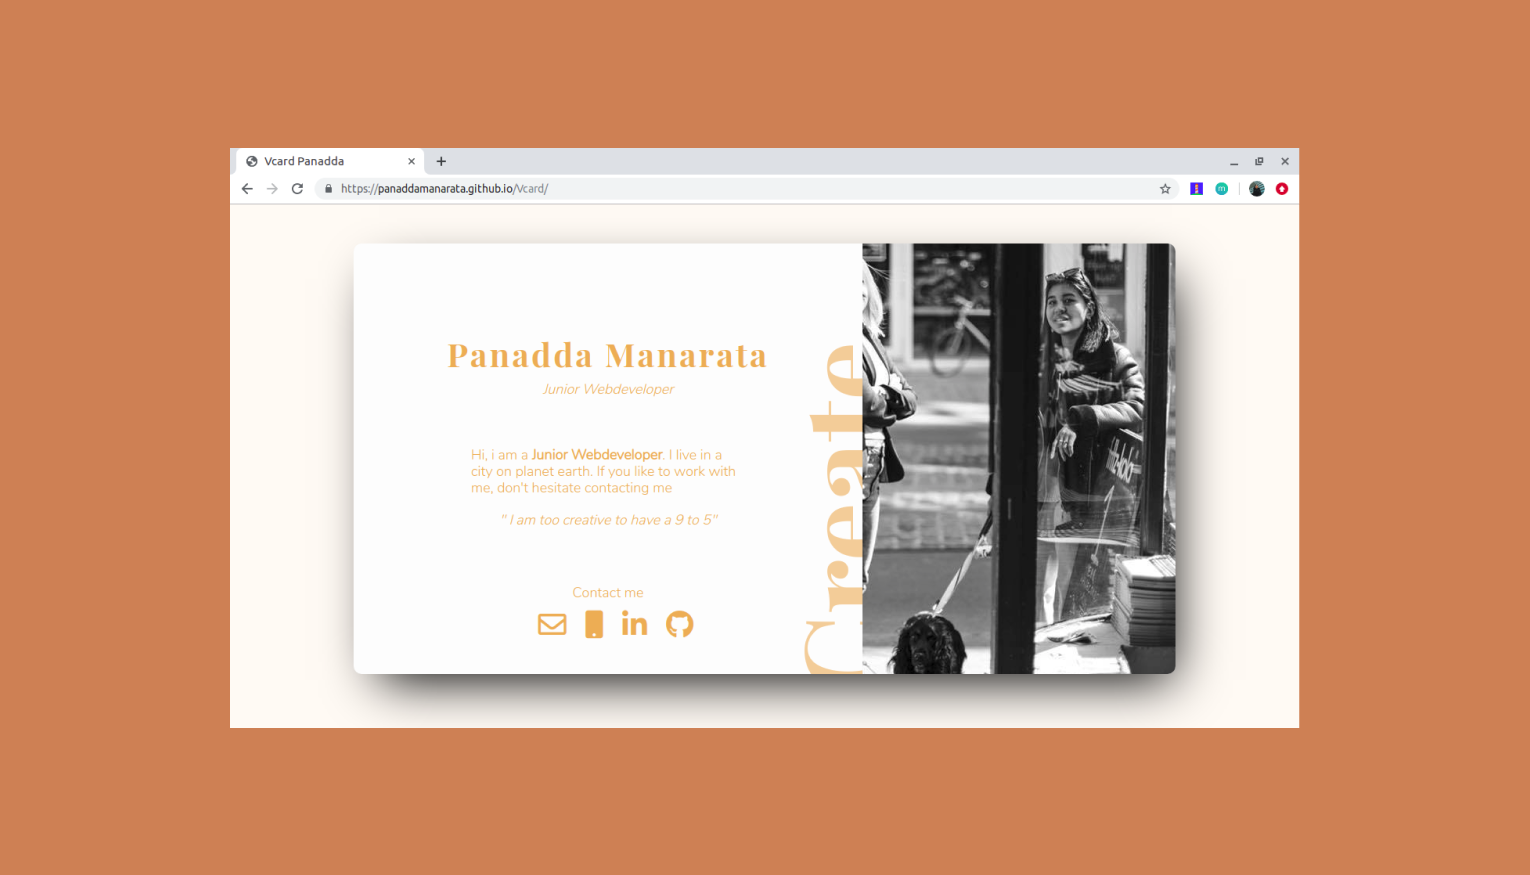 Vcard Panadda
https://panaddamanarata.github.io/Vcard/
m
Panadda Manarata
Junior Webdeveloper
Hi, i am a Junior Webdeveloper. I live in a
city on planet earth. If you like to work with
me, don't hesitate contacting me
" I am too creative to have a 9 to 5"
Contact me
in
Create